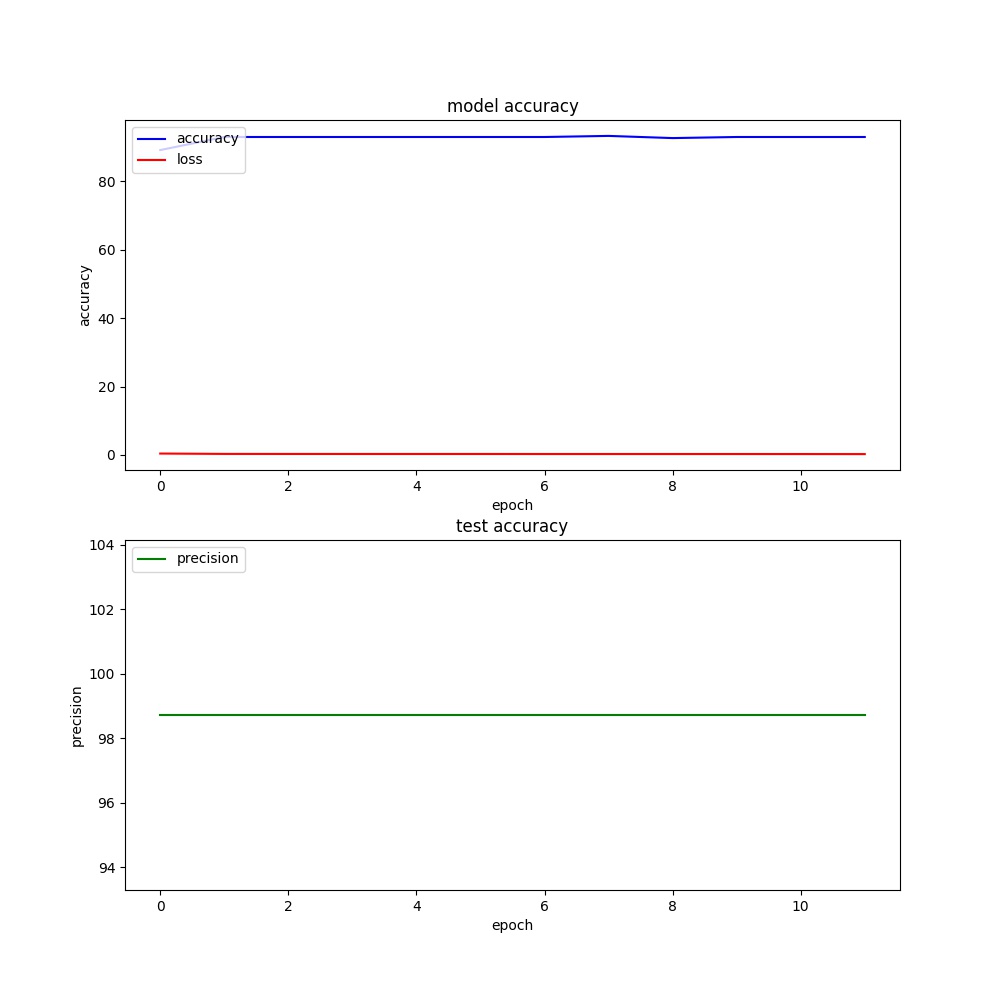 model accuracy
accuracy
loss
80
60
40
20
0
accuracy
0 2 4 6 8 10
epoch
test accuracy
precision
104
102
100
98
96
94
precision
0 2 4 6 8 10
epoch